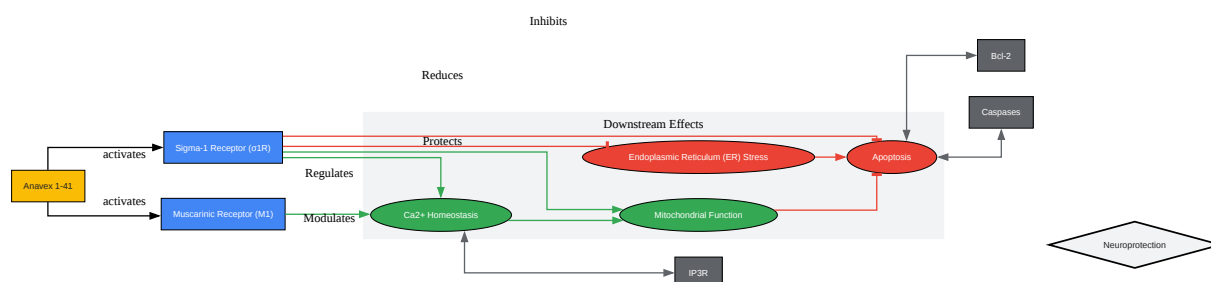 Inhibits
Bcl-2
Reduces
Caspases
Downstream Effects
activates
Sigma-1 Receptor (σ1R)
Protects
Endoplasmic Reticulum (ER) Stress
Apoptosis
Regulates
Anavex 1-41
activates
Muscarinic Receptor (M1)
Modulates
Ca2+ Homeostasis
Mitochondrial Function
Neuroprotection
IP3R